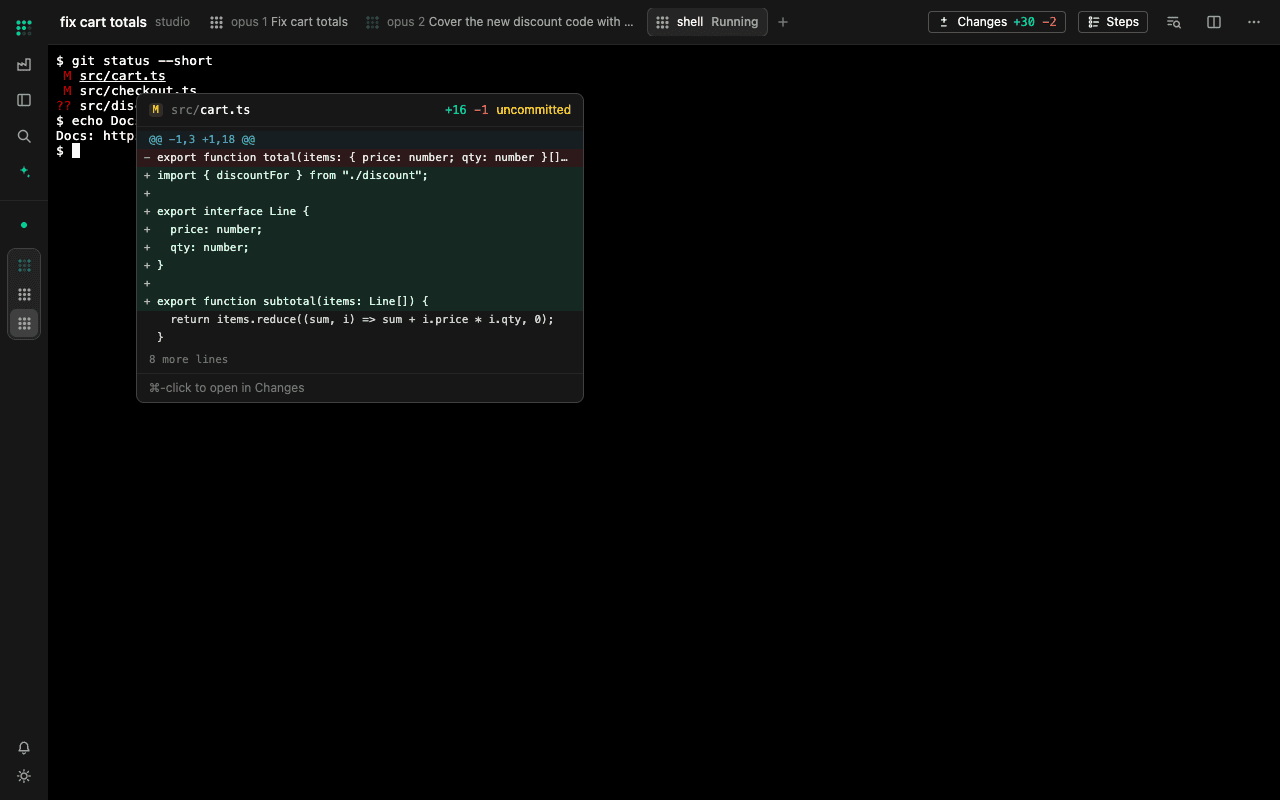 fix cart totals studio opus 1 Fix cart totals opus 2 Cover the new discount code with … shell Running + Changes +30 −2 Steps
$ git status --short
M src/cart.ts
M src/checkout.ts
?? src/dis
$ echo Doc
Docs: http
$
M src/cart.ts +16 −1 uncommitted
@@ −1,3 +1,18 @@
− export function total(items: { price: number; qty: number }[]…
+ import { discountFor } from "./discount";
+
+ export interface Line {
+ price: number;
+ qty: number;
+ }
+
+ export function subtotal(items: Line[]) {
return items.reduce((sum, i) => sum + i.price * i.qty, 0);
}
8 more lines
⌘-click to open in Changes